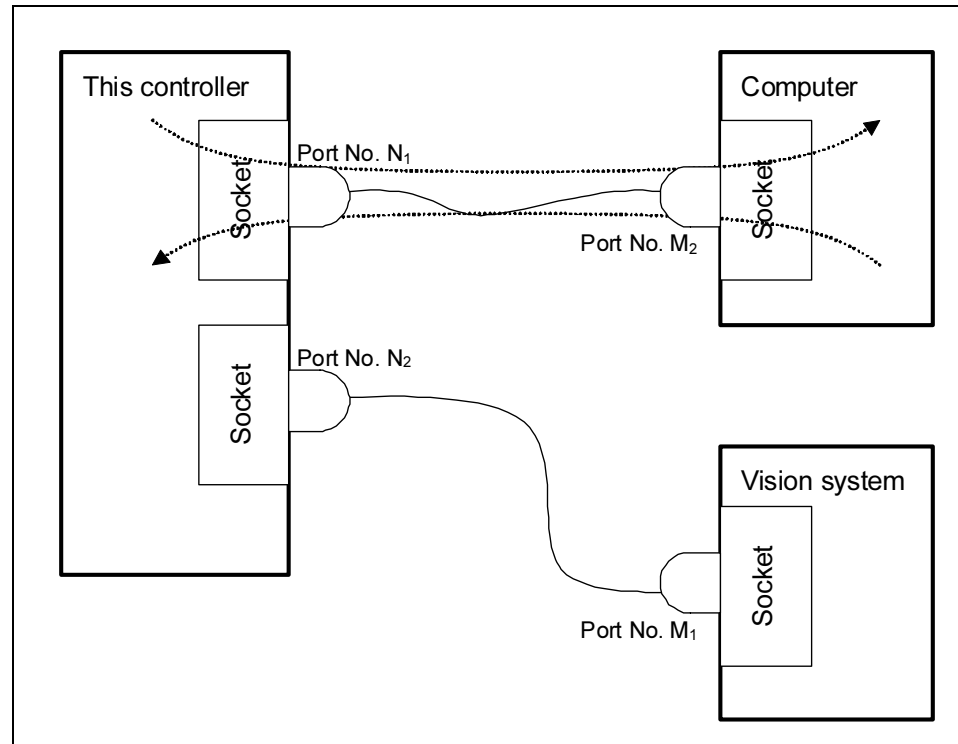 This controller
Computer
Port No. N₁
Socket
Socket
Port No. M₂
Port No. N₂
Socket
Vision system
Socket
Port No. M₁